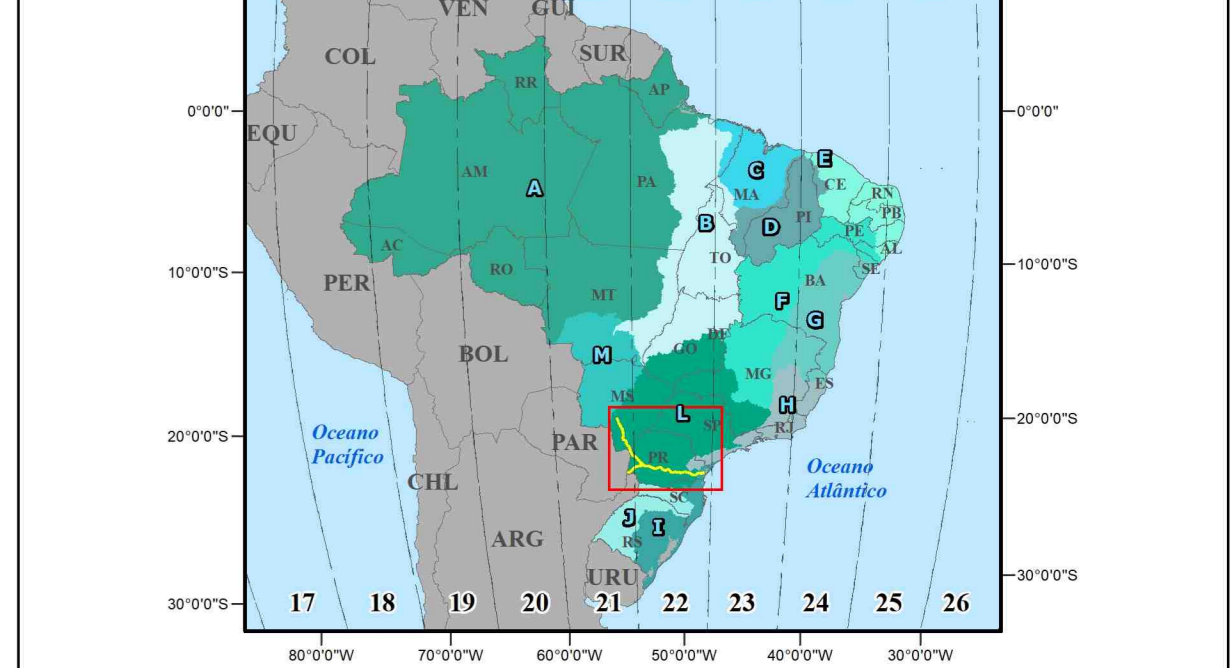 VEN GUI
COL
SUR
RR
AP
0°0'0"
0°0'0"
EQU
AM
A
PA
C
E
MA
CE
RN
PB
PI
B
D
PE
AC
AL
TO
RO
SE
10°0'0"S
10°0'0"S
PER
BA
MT
F
G
DF
BOL
M
GO
MG
ES
MS
H
L
SP
RJ
20°0'0"S
20°0'0"S
Oceano
Pacífico
PAR
PR
Oceano
Atlântico
CHL
SC
J
I
ARG
RS
URU
30°0'0"S
30°0'0"S
17 18 19 20 21 22 23 24 25 26
80°0'0"W 70°0'0"W 60°0'0"W 50°0'0"W 40°0'0"W 30°0'0"W